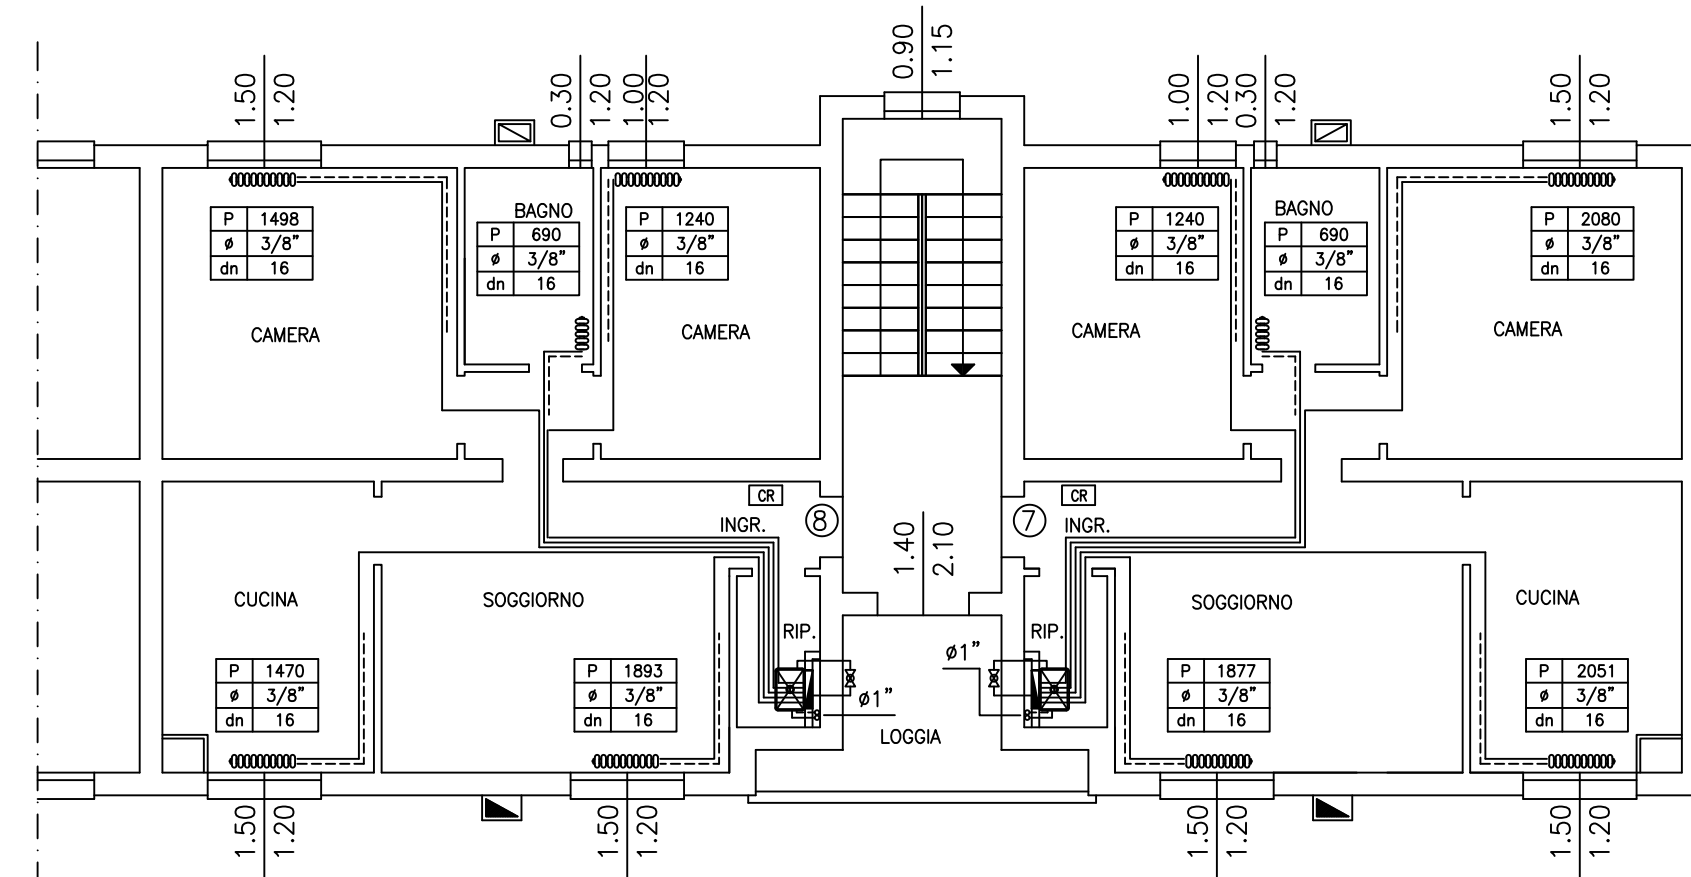 0.90
1.15
1.50
1.20
0.30
1.20
1.00
1.20
1.00
1.20
0.30
1.20
1.50
1.20
P 1498
ø 3/8"
dn 16
BAGNO
P 690
ø 3/8"
dn 16
P 1240
ø 3/8"
dn 16
P 1240
ø 3/8"
dn 16
BAGNO
P 690
ø 3/8"
dn 16
P 2080
ø 3/8"
dn 16
CAMERA
CAMERA
CAMERA
CAMERA
CR
INGR.
8
7
CR
INGR.
1.40
2.10
CUCINA
SOGGIORNO
RIP.
RIP.
SOGGIORNO
CUCINA
P 1470
ø 3/8"
dn 16
P 1893
ø 3/8"
dn 16
ø1"
ø1"
P 1877
ø 3/8"
dn 16
P 2051
ø 3/8"
dn 16
LOGGIA
1.50
1.20
1.50
1.20
1.50
1.20
1.50
1.20